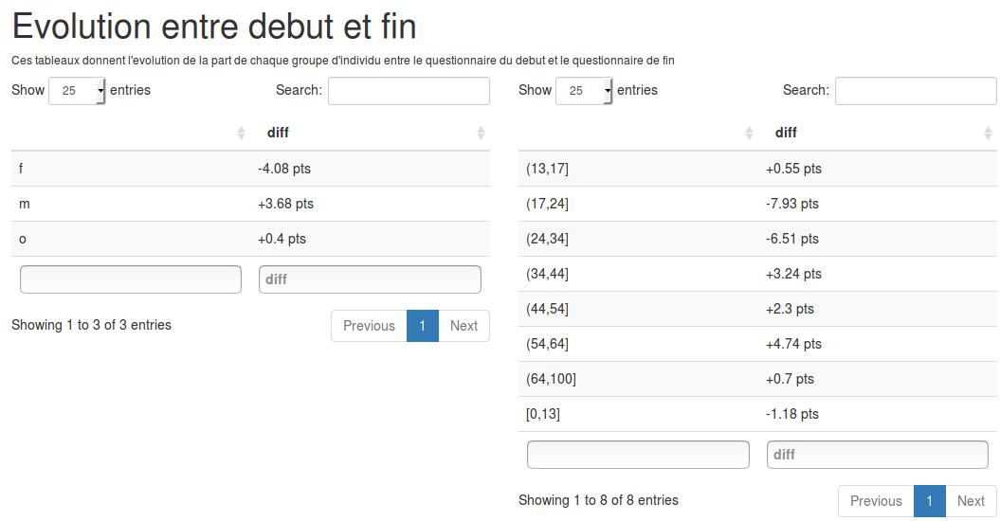 Evolution entre debut et fin
Ces tableaux donnent l'evolution de la part de chaque groupe d'individu entre le questionnaire du debut et le questionnaire de fin
Show 25 entries Search:
diff
f -4.08 pts
m +3.68 pts
o +0.4 pts
diff
Showing 1 to 3 of 3 entries Previous 1 Next
Show 25 entries Search:
diff
(13,17] +0.55 pts
(17,24] -7.93 pts
(24,34] -6.51 pts
(34,44] +3.24 pts
(44,54] +2.3 pts
(54,64] +4.74 pts
(64,100] +0.7 pts
[0,13] -1.18 pts
diff
Showing 1 to 8 of 8 entries Previous 1 Next